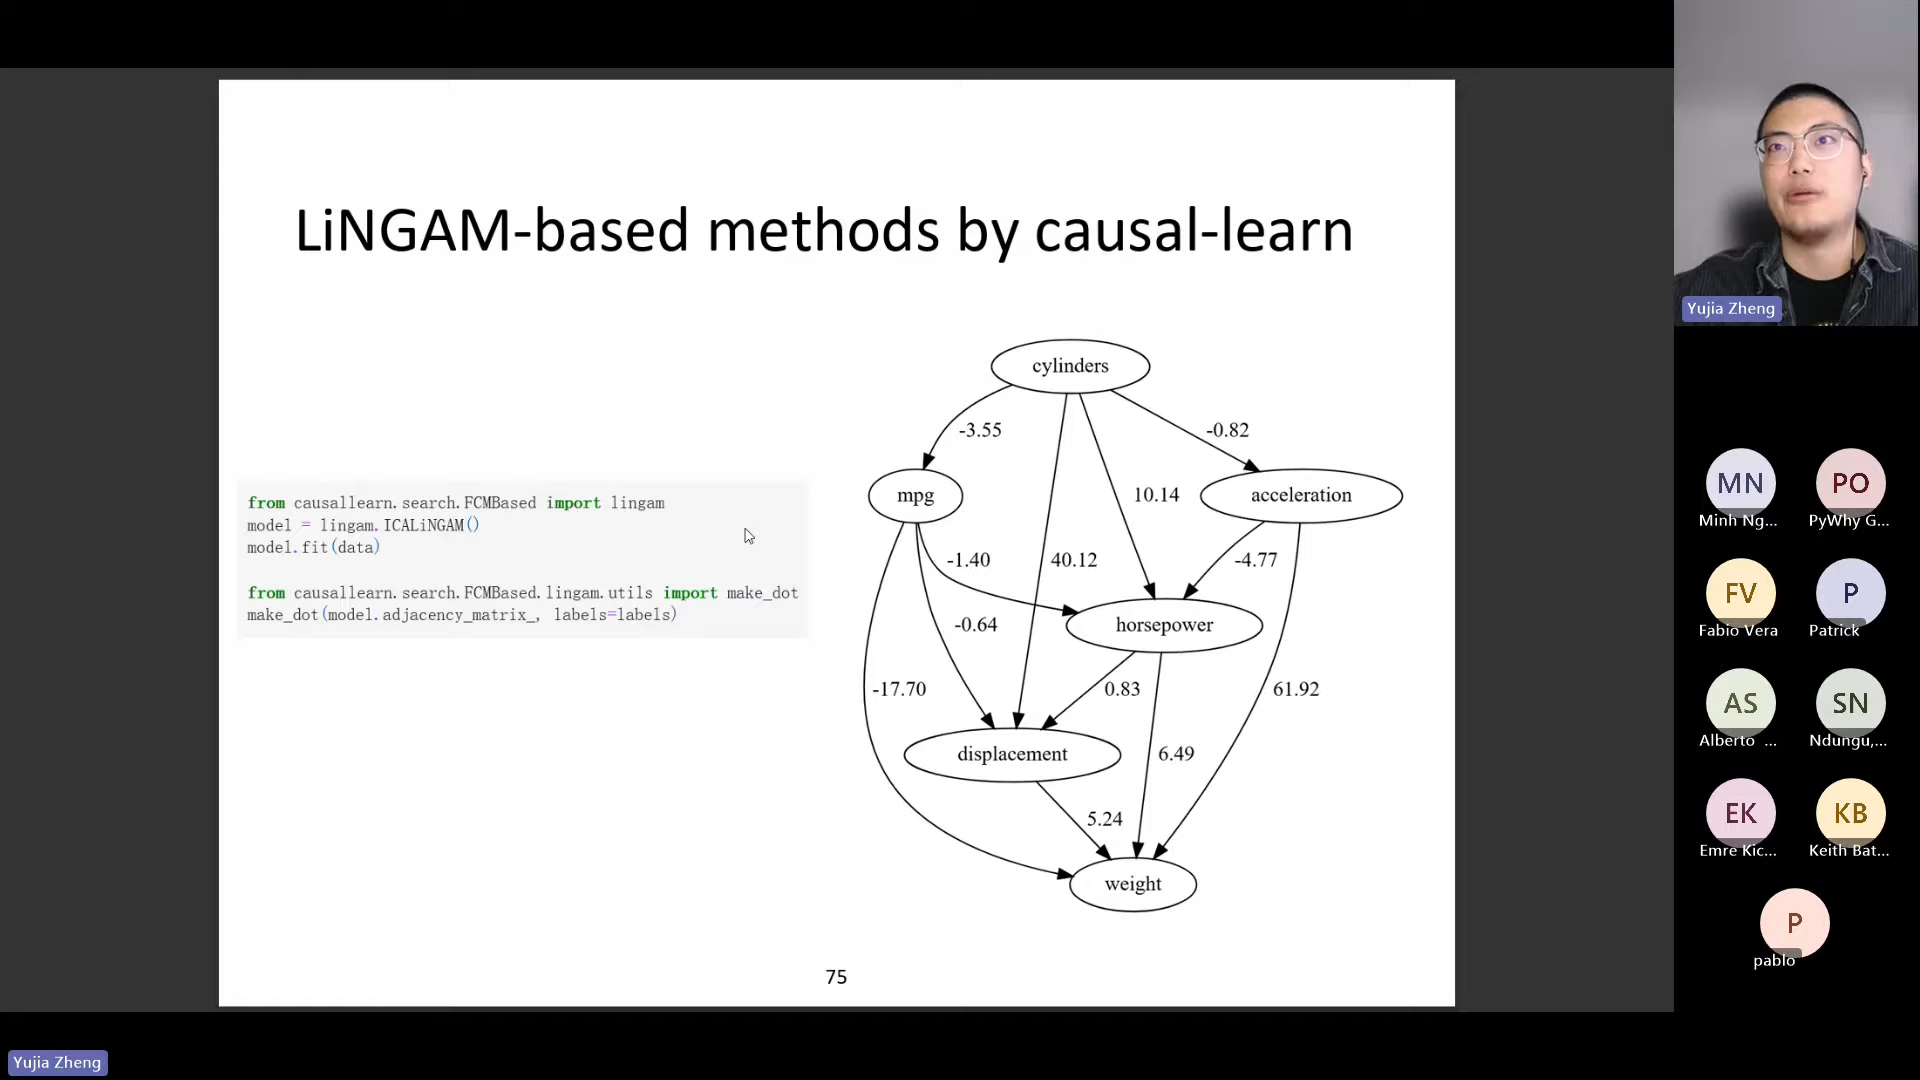 LiNGAM-based methods by causal-learn
from causallearn.search.FCMBased import lingam
model = lingam.ICALiNGAM()
model.fit(data)
from causallearn.search.FCMBased.lingam.utils import make_dot
make_dot(model.adjacency_matrix_, labels=labels)
cylinders
-3.55
-0.82
mpg
10.14
acceleration
-1.40
40.12
-4.77
-0.64
horsepower
-17.70
0.83
61.92
displacement
6.49
5.24
weight
75
Yujia Zheng
MN
Minh Ng...
PO
PyWhy G...
FV
Fabio Vera
P
Patrick
AS
Alberto ...
SN
Ndungu,...
EK
Emre Kic...
KB
Keith Bat...
P
pablo
Yujia Zheng